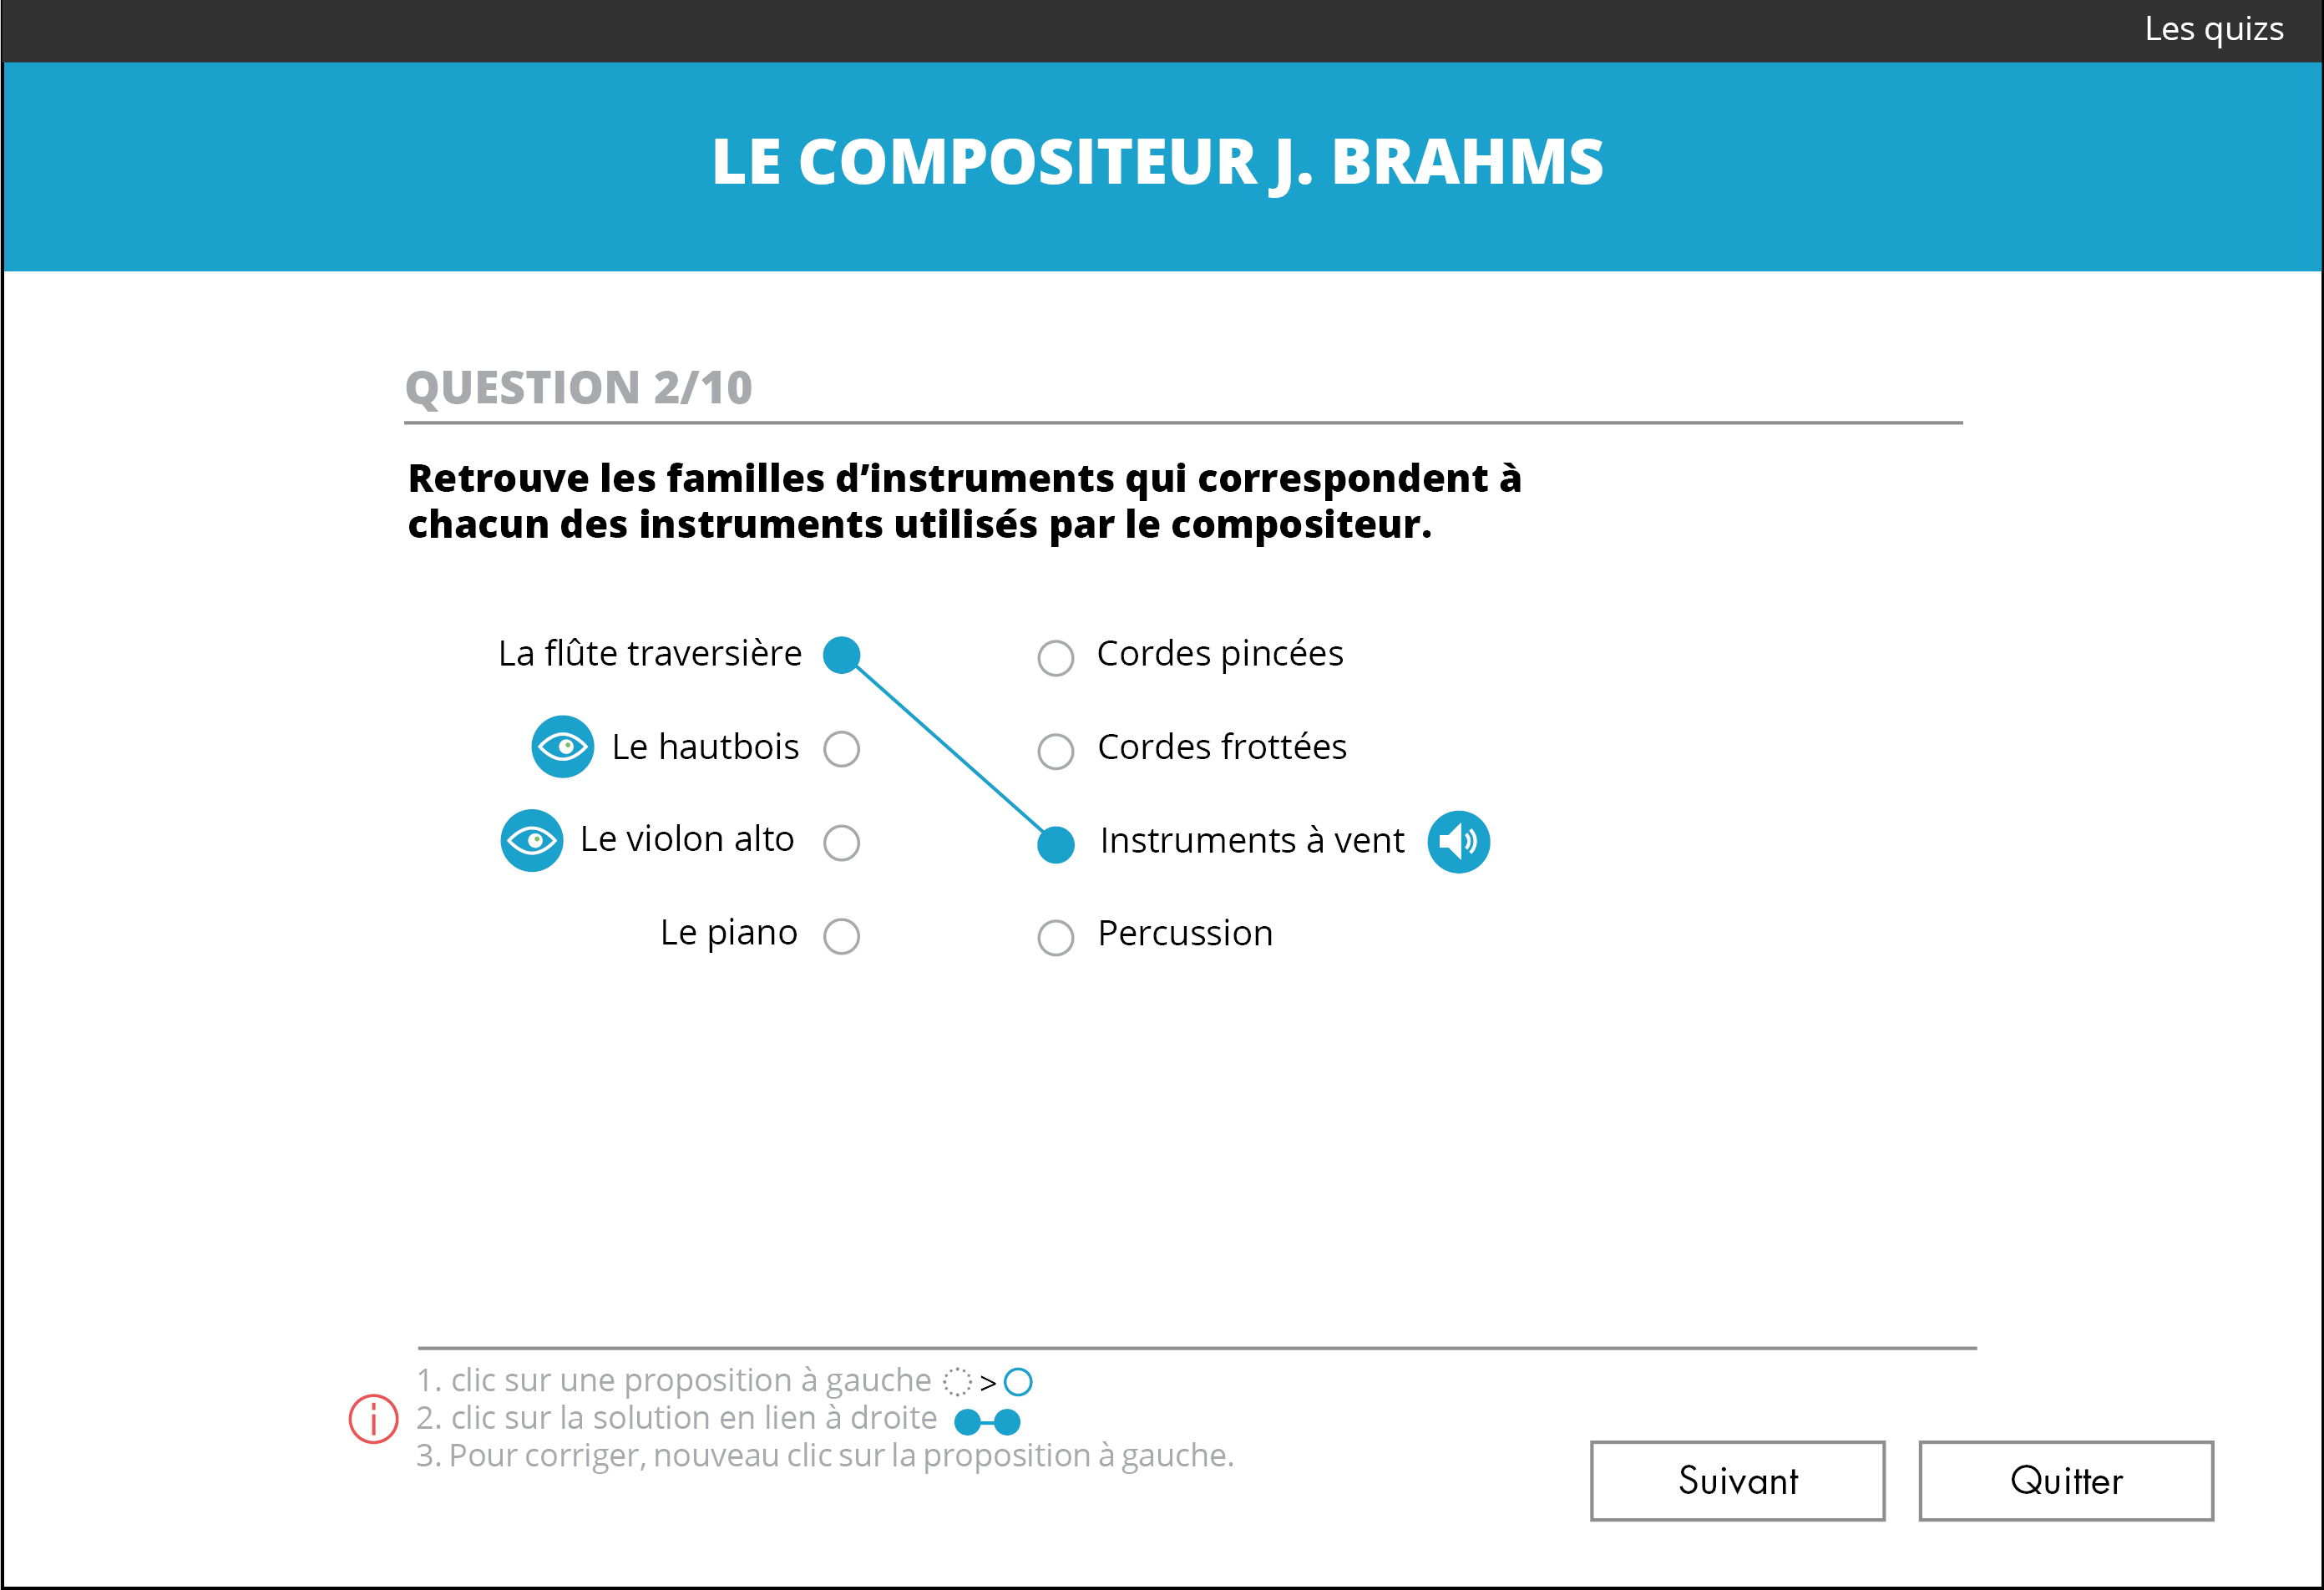 Les quizs
LE COMPOSITEUR J. BRAHMS
QUESTION 2/10
Retrouve les familles d’instruments qui correspondent à
chacun des instruments utilisés par le compositeur.
La flûte traversière
Cordes pincées
Le hautbois
Cordes frottées
Le violon alto
Instruments à vent
Le piano
Percussion
1. clic sur une proposition à gauche >
2. clic sur la solution en lien à droite
3. Pour corriger, nouveau clic sur la proposition à gauche.
Suivant
Quitter